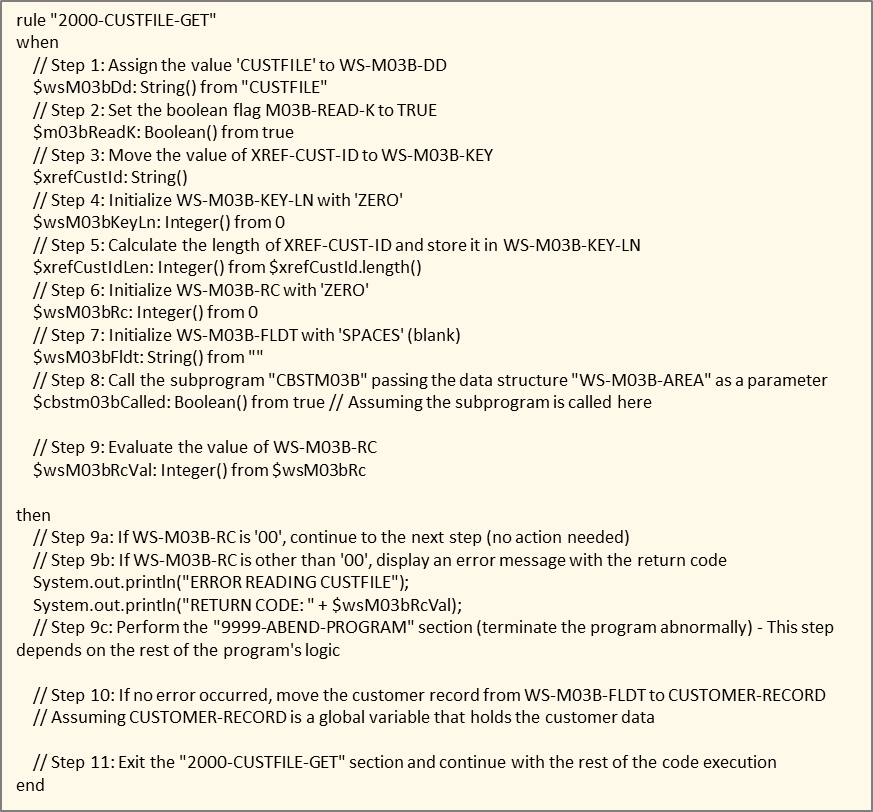 rule "2000-CUSTFILE-GET"
when
// Step 1: Assign the value 'CUSTFILE' to WS-M03B-DD
$wsM03bDd: String() from "CUSTFILE"
// Step 2: Set the boolean flag M03B-READ-K to TRUE
$m03bReadK: Boolean() from true
// Step 3: Move the value of XREF-CUST-ID to WS-M03B-KEY
$xrefCustId: String()
// Step 4: Initialize WS-M03B-KEY-LN with 'ZERO'
$wsM03bKeyLn: Integer() from 0
// Step 5: Calculate the length of XREF-CUST-ID and store it in WS-M03B-KEY-LN
$xrefCustIdLen: Integer() from $xrefCustId.length()
// Step 6: Initialize WS-M03B-RC with 'ZERO'
$wsM03bRc: Integer() from 0
// Step 7: Initialize WS-M03B-FLDT with 'SPACES' (blank)
$wsM03bFldt: String() from ""
// Step 8: Call the subprogram "CBSTM03B" passing the data structure "WS-M03B-AREA" as a parameter
$cbstm03bCalled: Boolean() from true // Assuming the subprogram is called here
// Step 9: Evaluate the value of WS-M03B-RC
$wsM03bRcVal: Integer() from $wsM03bRc
then
// Step 9a: If WS-M03B-RC is '00', continue to the next step (no action needed)
// Step 9b: If WS-M03B-RC is other than '00', display an error message with the return code
System.out.println("ERROR READING CUSTFILE");
System.out.println("RETURN CODE: " + $wsM03bRcVal);
// Step 9c: Perform the "9999-ABEND-PROGRAM" section (terminate the program abnormally) - This step
depends on the rest of the program's logic
// Step 10: If no error occurred, move the customer record from WS-M03B-FLDT to CUSTOMER-RECORD
// Assuming CUSTOMER-RECORD is a global variable that holds the customer data
// Step 11: Exit the "2000-CUSTFILE-GET" section and continue with the rest of the code execution
end